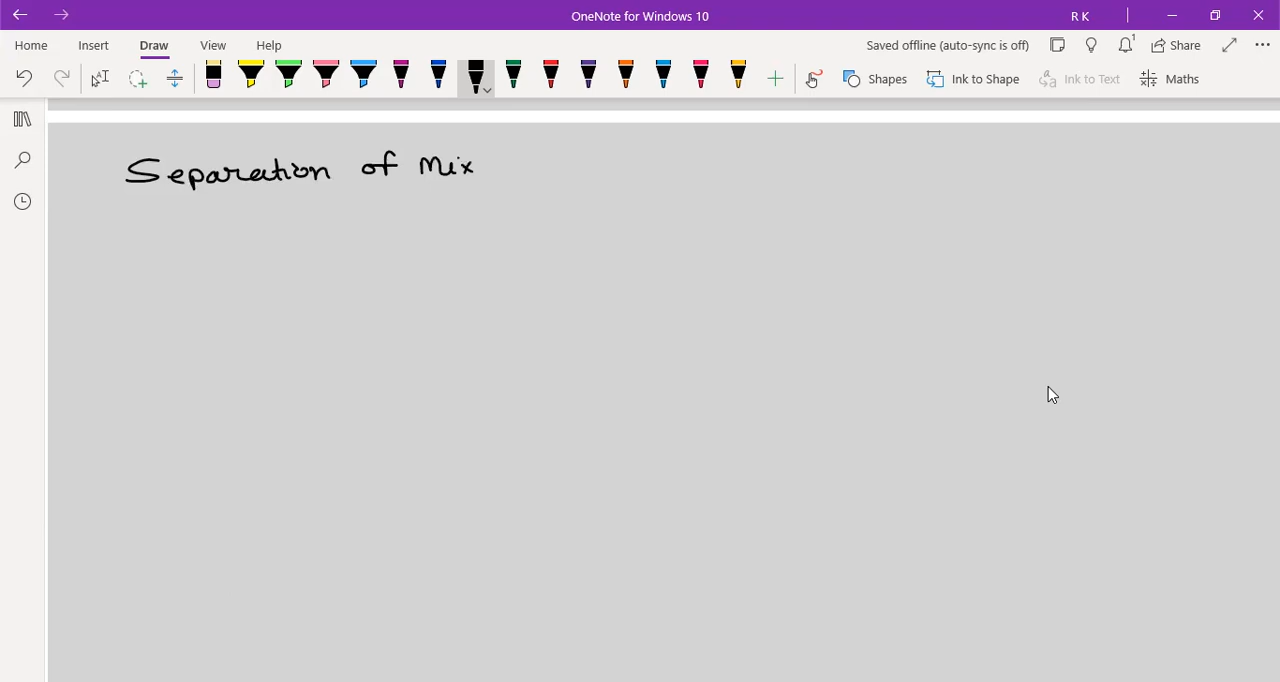 OneNote for Windows 10
R K
Home Insert Draw View Help
Saved offline (auto-sync is off) 1 Share
Shapes Ink to Shape Ink to Text Maths
Separation of Mix